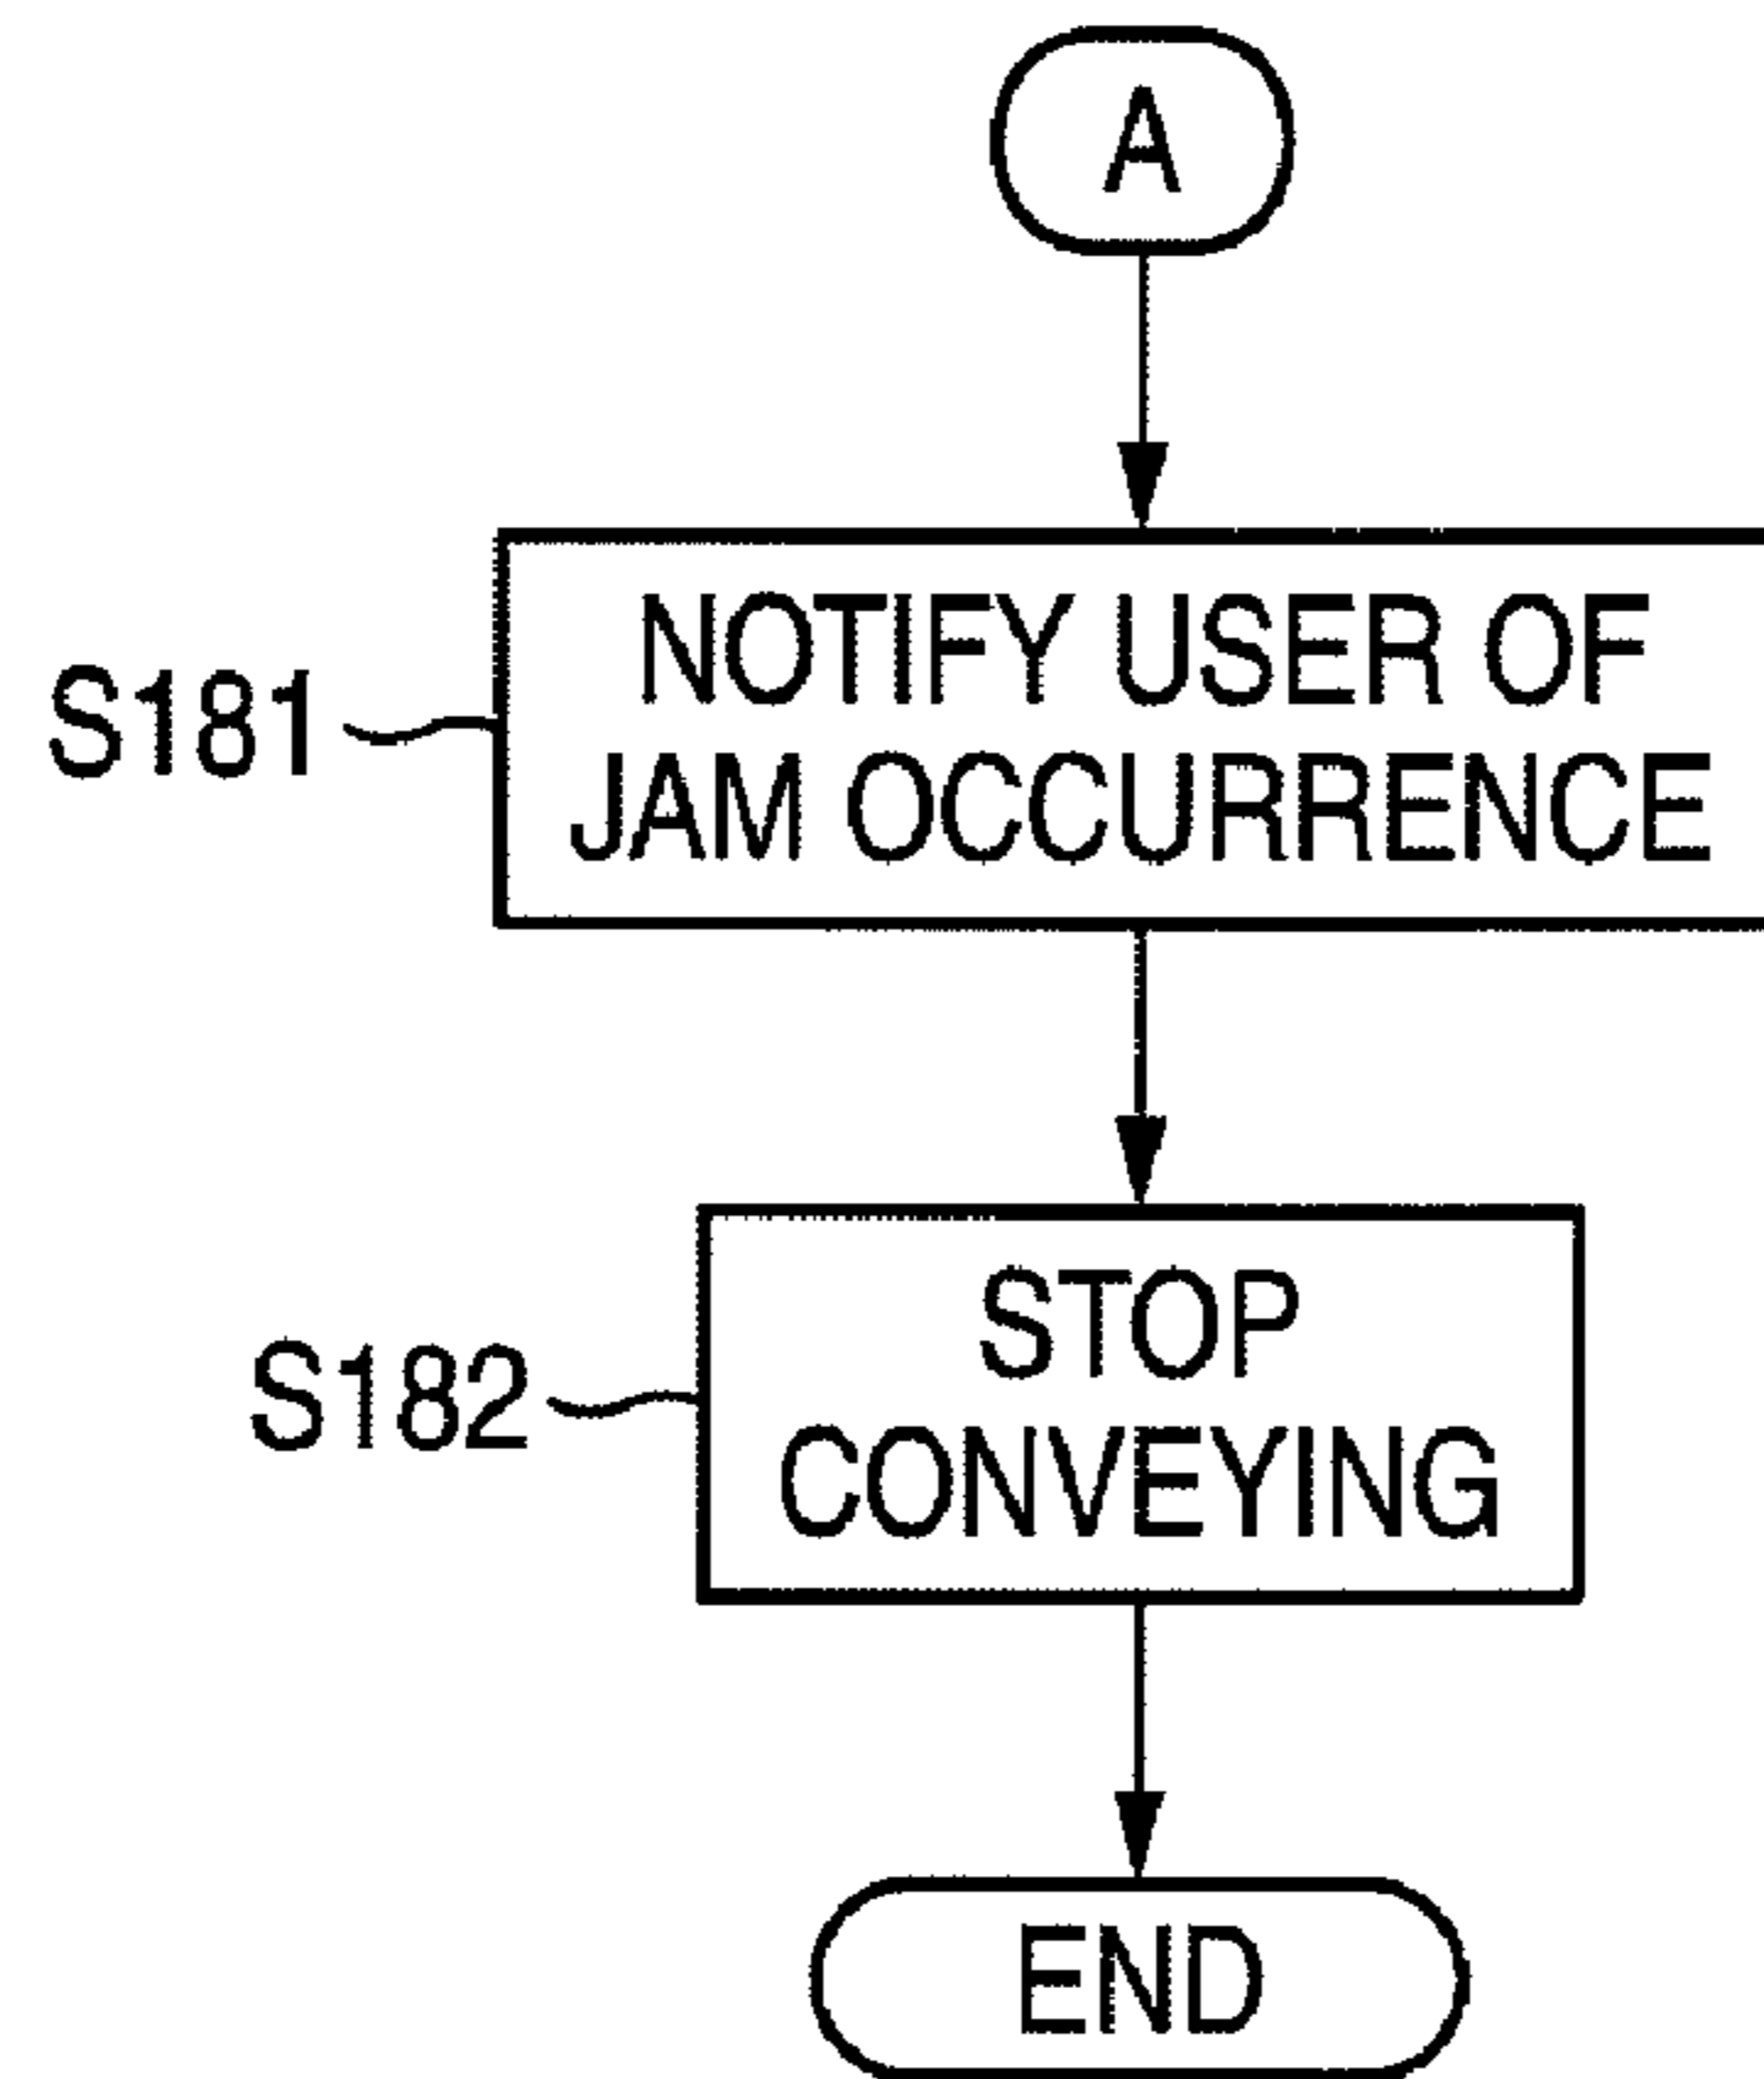 A
S181
NOTIFY USER OF
JAM OCCURRENCE
S182
STOP
CONVEYING
END